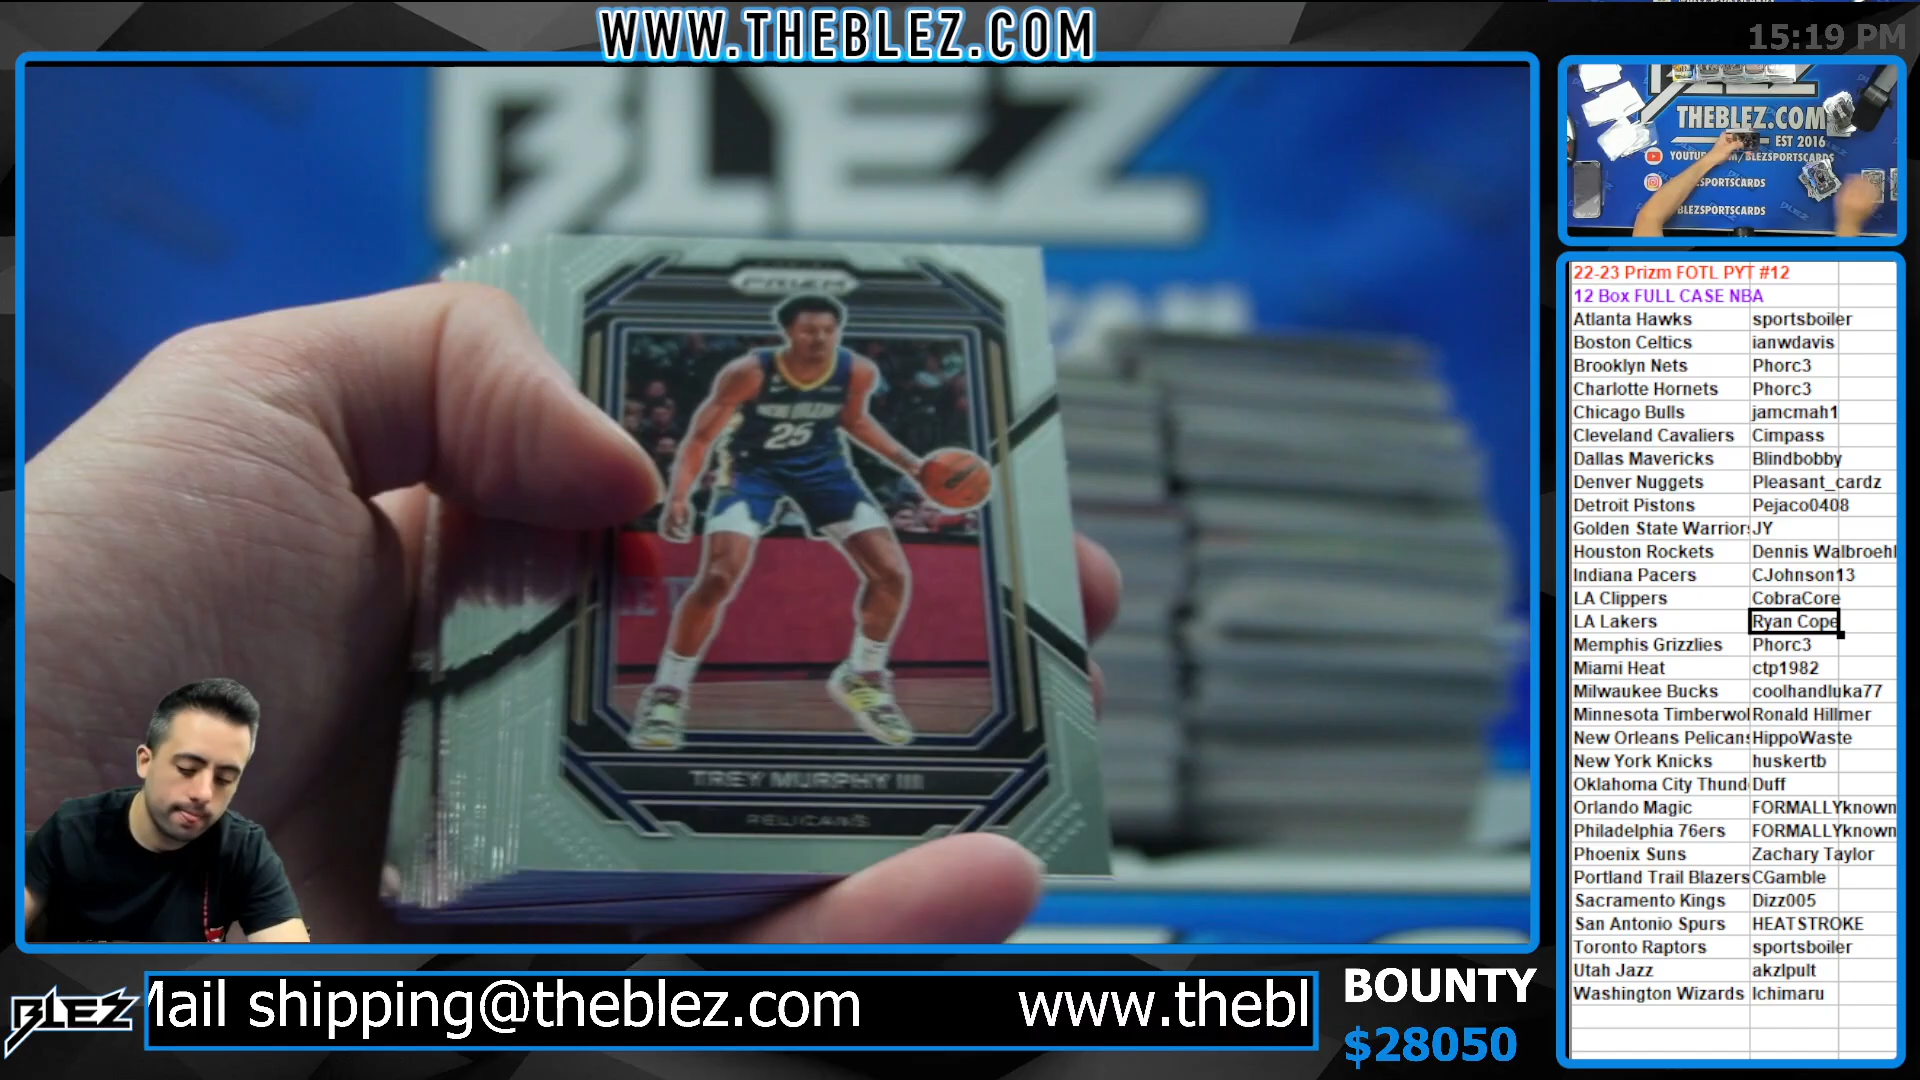 WWW.THEBLEZ.COM
15:19 PM
BLEZ
THEBLEZ.COM
EST 2016
PRIZM
25
TREY MURPHY III
PELICANS
22-23 Prizm FOTL PYT #12
12 Box FULL CASE NBA
Atlanta Hawks sportsboiler
Boston Celtics ianwdavis
Brooklyn Nets Phorc3
Charlotte Hornets Phorc3
Chicago Bulls jamcmah1
Cleveland Cavaliers Cimpass
Dallas Mavericks Blindbobby
Denver Nuggets Pleasant_cardz
Detroit Pistons Pejaco0408
Golden State Warriors JY
Houston Rockets Dennis Walbroehl
Indiana Pacers CJohnson13
LA Clippers CobraCore
LA Lakers Ryan Cope
Memphis Grizzlies Phorc3
Miami Heat ctp1982
Milwaukee Bucks coolhandluka77
Minnesota Timberwol Ronald Hillmer
New Orleans Pelicans HippoWaste
New York Knicks huskertb
Oklahoma City Thund Duff
Orlando Magic FORMALLYknown
Philadelphia 76ers FORMALLYknown
Phoenix Suns Zachary Taylor
Portland Trail Blazers CGamble
Sacramento Kings Dizz005
San Antonio Spurs HEATSTROKE
Toronto Raptors sportsboiler
Utah Jazz akzlpult
Washington Wizards Ichimaru
BLEZ
Mail shipping@theblez.com www.thebl
BOUNTY
$28050